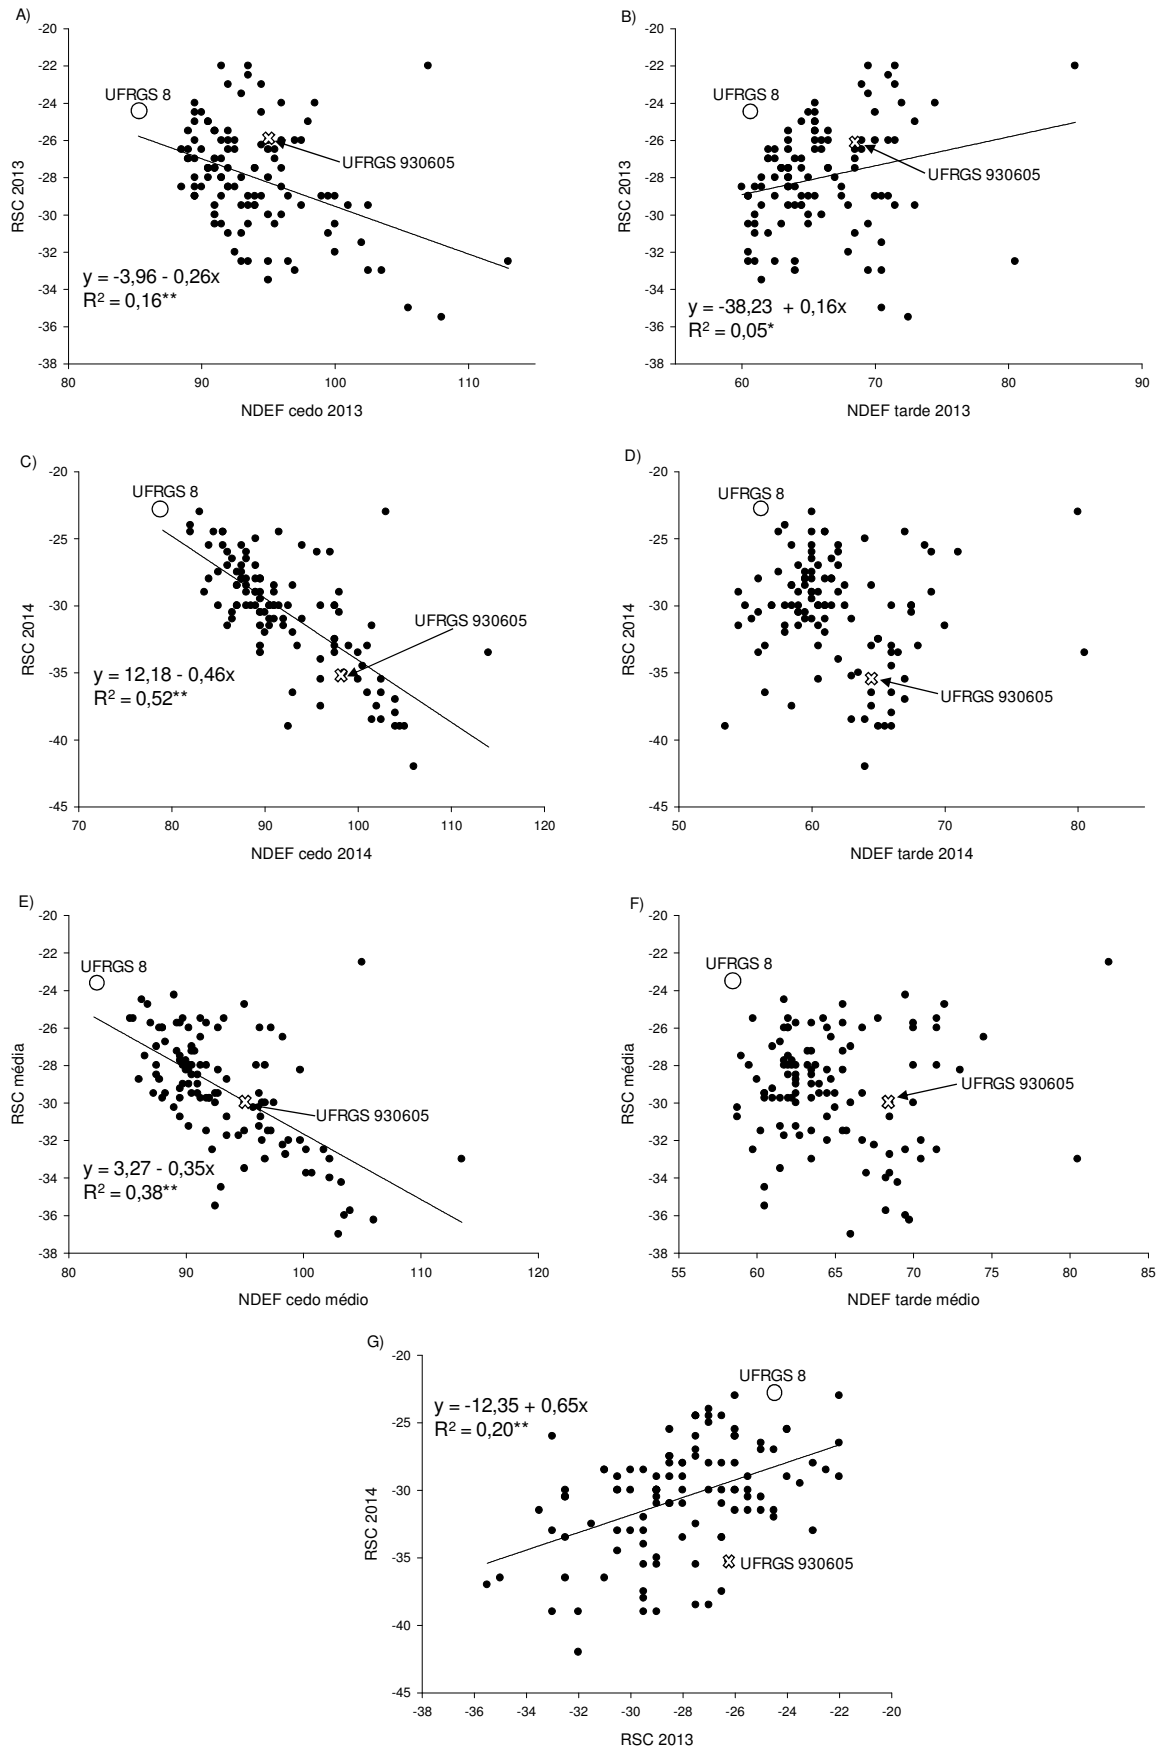 A)
-20
-22
-24
-26
-28
-30
-32
-34
-36
-38
RSC 2013
UFRGS 8
UFRGS 930605
y = -3,96 - 0,26x
R² = 0,16**
80 90 100 110
NDEF cedo 2013
B)
-20
-22
-24
-26
-28
-30
-32
-34
-36
-38
RSC 2013
UFRGS 8
UFRGS 930605
y = -38,23 + 0,16x
R² = 0,05*
60 70 80 90
NDEF tarde 2013
C)
-20
-25
-30
-35
-40
-45
RSC 2014
UFRGS 8
UFRGS 930605
y = 12,18 - 0,46x
R² = 0,52**
70 80 90 100 110 120
NDEF cedo 2014
D)
-20
-25
-30
-35
-40
-45
RSC 2014
UFRGS 8
UFRGS 930605
50 60 70 80
NDEF tarde 2014
E)
-20
-22
-24
-26
-28
-30
-32
-34
-36
-38
RSC média
UFRGS 8
UFRGS 930605
y = 3,27 - 0,35x
R² = 0,38**
80 90 100 110 120
NDEF cedo médio
F)
-20
-22
-24
-26
-28
-30
-32
-34
-36
-38
RSC média
UFRGS 8
UFRGS 930605
55 60 65 70 75 80 85
NDEF tarde médio
G)
-20
-25
-30
-35
-40
-45
RSC 2014
UFRGS 8
y = -12,35 + 0,65x
R² = 0,20**
UFRGS 930605
-38 -36 -34 -32 -30 -28 -26 -24 -22 -20
RSC 2013